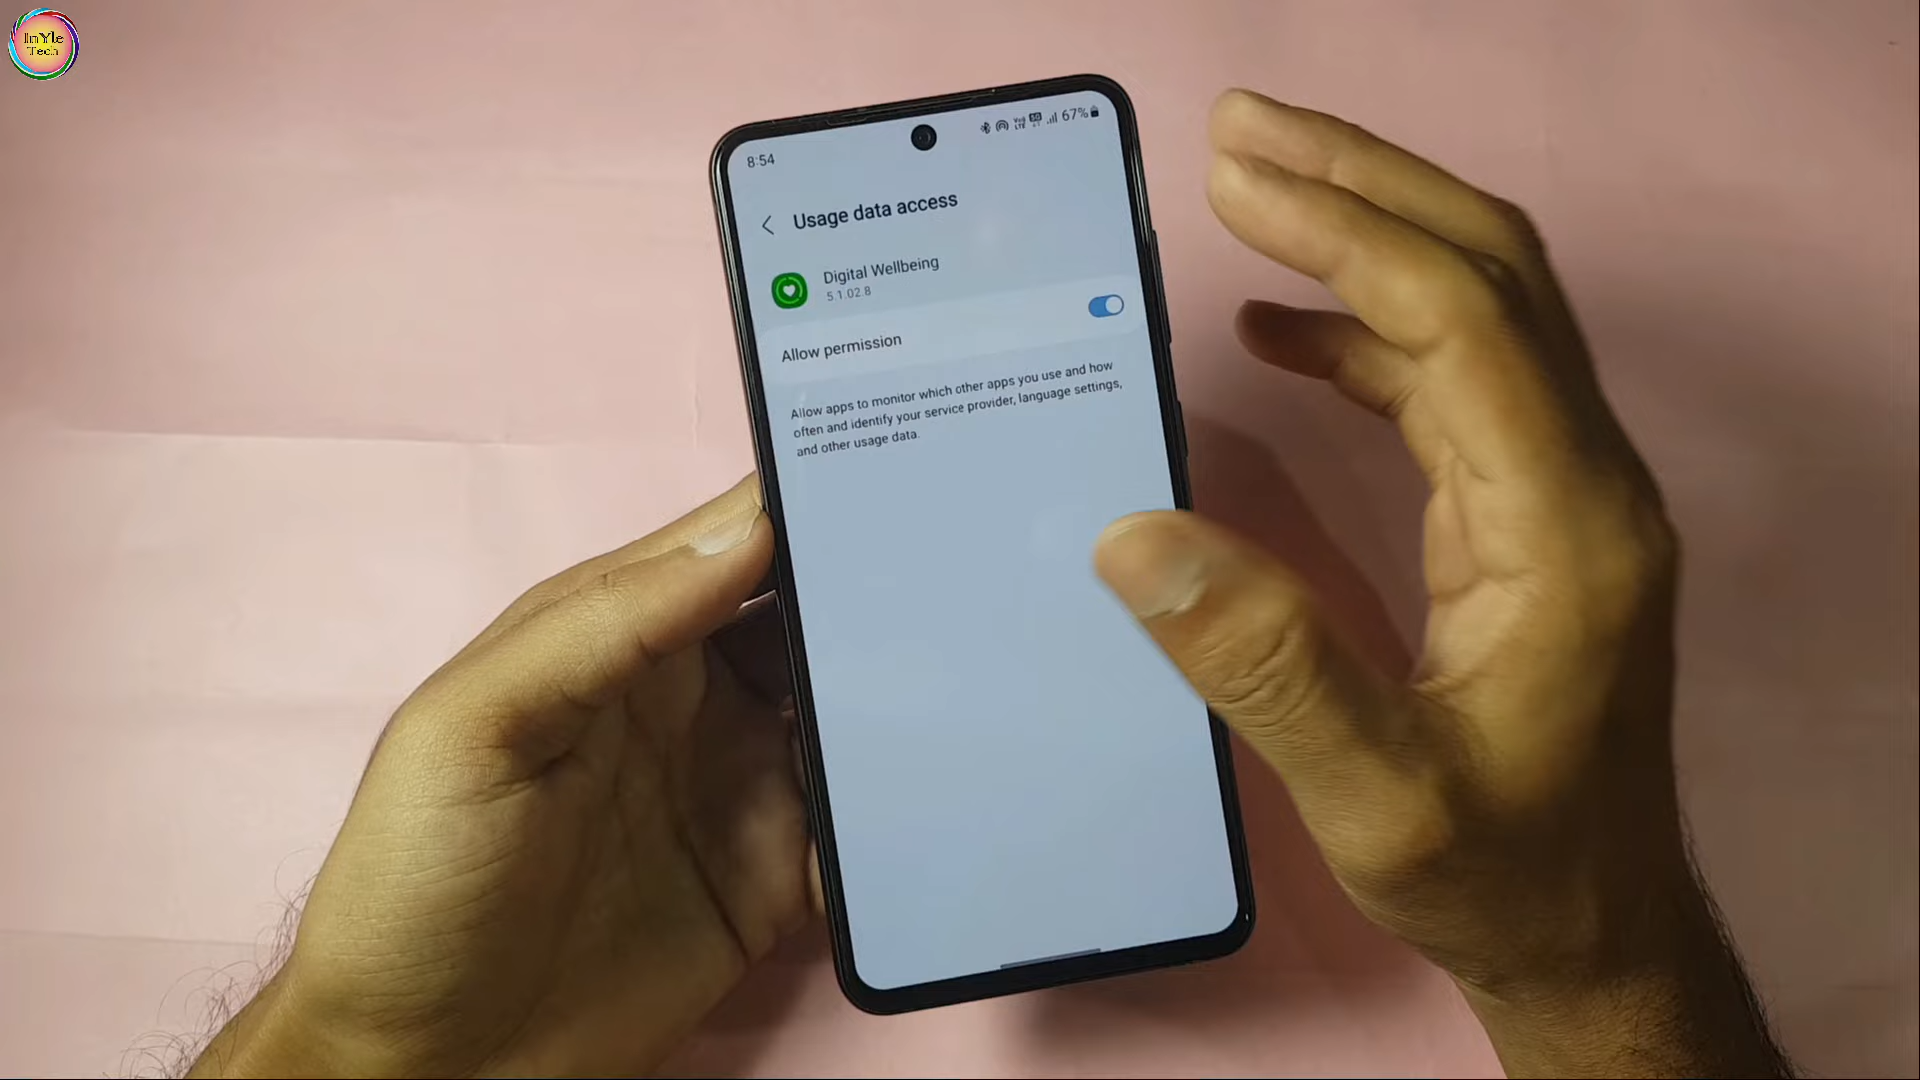 InYle
Tech
8:54
67%
Usage data access
Digital Wellbeing
5.1.02.8
Allow permission
Allow apps to monitor which other apps you use and how
often and identify your service provider, language settings,
and other usage data.